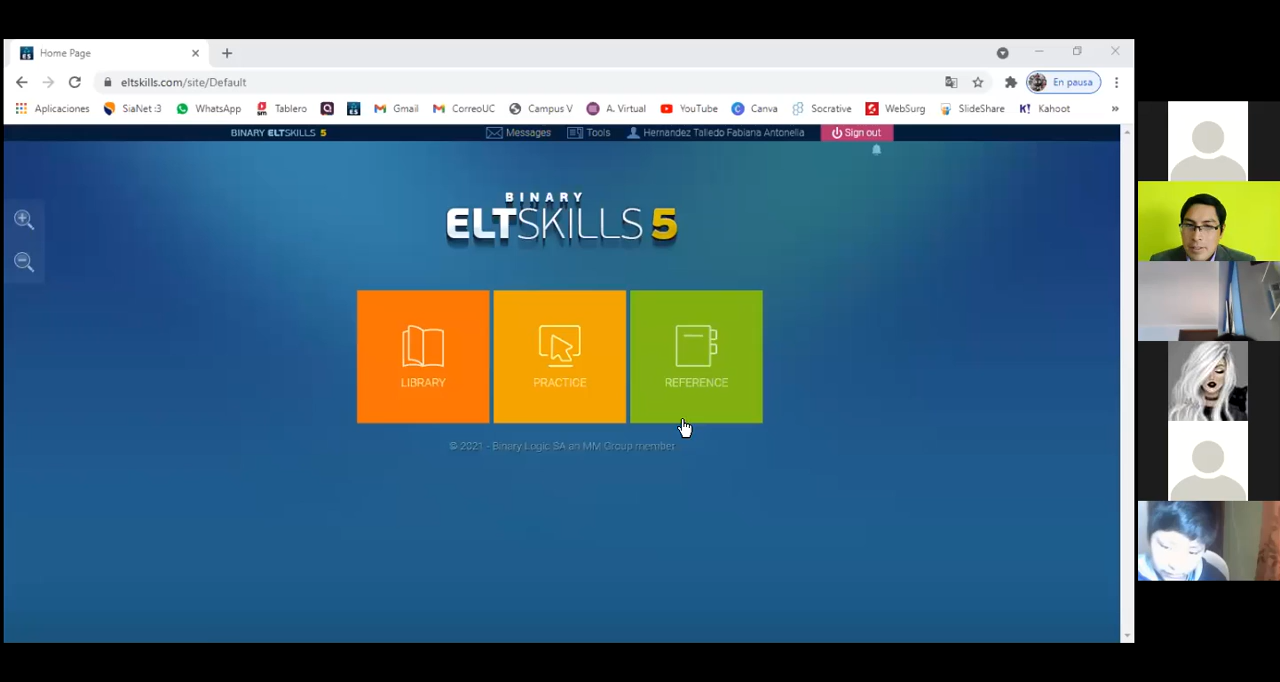 Home Page
eltskills.com/site/Default
En pausa
Aplicaciones SiaNet :3 WhatsApp Tablero Gmail CorreoUC Campus V A. Virtual YouTube Canva Socrative WebSurg SlideShare K! Kahoot »
BINARY ELTSKILLS 5 Messages Tools Hernandez Talledo Fabiana Antonella Sign out
BINARY
ELTSKILLS 5
LIBRARY PRACTICE REFERENCE
© 2021 - Binary Logic SA an MM Group member